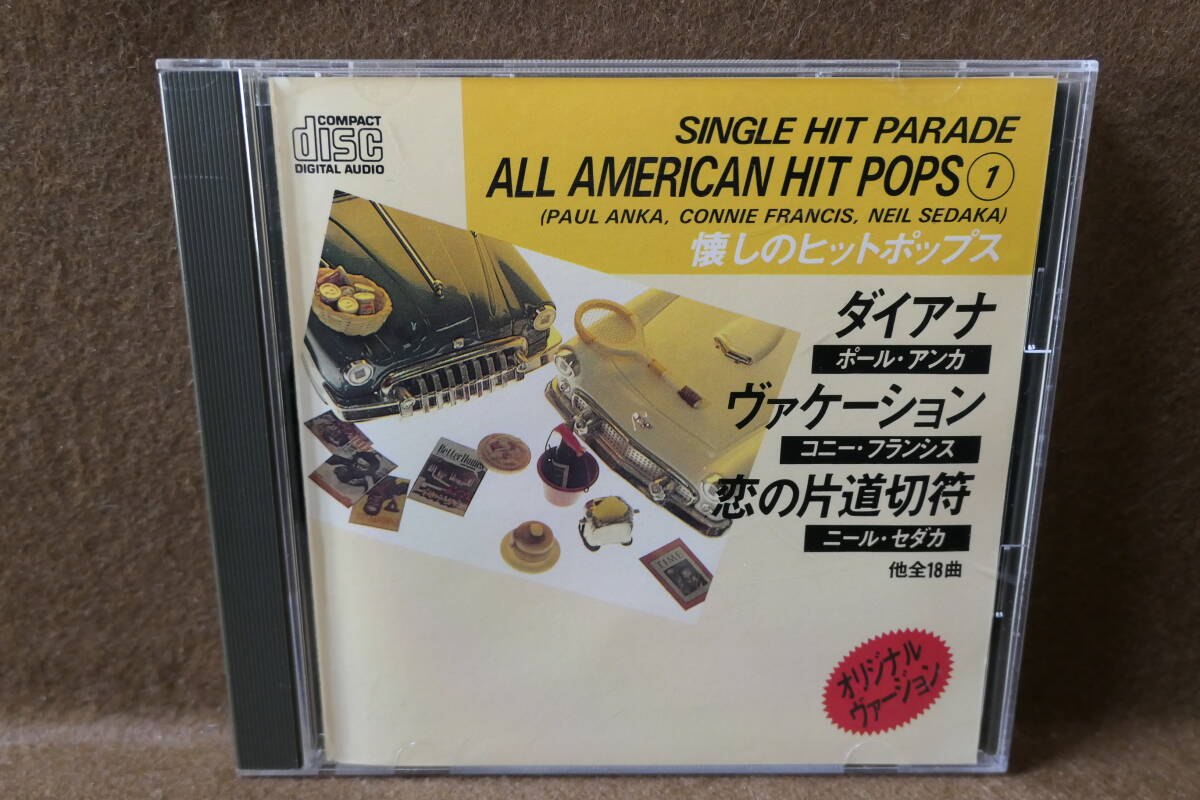 COMPACT
disc
DIGITAL AUDIO
SINGLE HIT PARADE
ALL AMERICAN HIT POPS①
(PAUL ANKA, CONNIE FRANCIS, NEIL SEDAKA)
懐しのヒットポップス
ダイアナ
ポール・アンカ
ヴァケーション
コニー・フランシス
恋の片道切符
ニール・セダカ
他全18曲
オリジナル
ヴァージョン
Better Homes
TIME